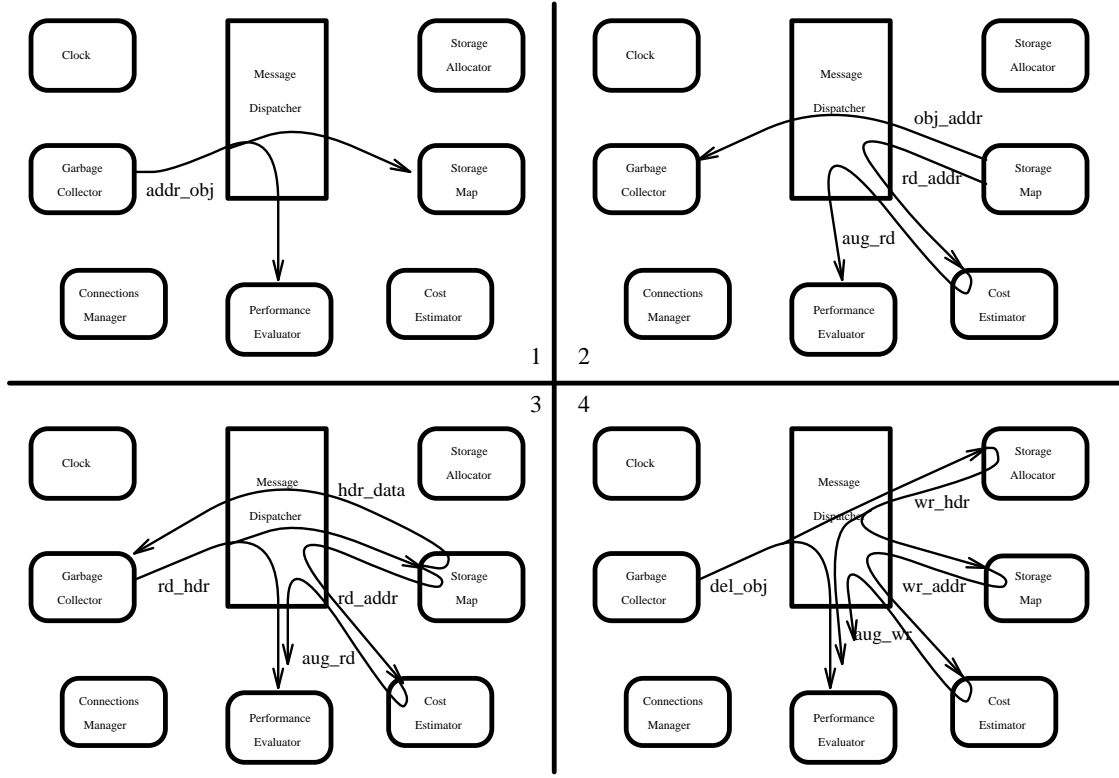 Clock
Message
Dispatcher
Storage
Allocator
Garbage
Collector
addr_obj
Storage
Map
Connections
Manager
Performance
Evaluator
Cost
Estimator
1
Clock
Message
Dispatcher
Storage
Allocator
obj_addr
Garbage
Collector
rd_addr
Storage
Map
aug_rd
Connections
Manager
Performance
Evaluator
Cost
Estimator
2
3
Clock
Message
Dispatcher
hdr_data
Storage
Allocator
Garbage
Collector
rd_hdr
rd_addr
Storage
Map
aug_rd
Connections
Manager
Performance
Evaluator
Cost
Estimator
4
Clock
Message
Dispatcher
Storage
Allocator
wr_hdr
Garbage
Collector
del_obj
wr_addr
Storage
Map
aug_wr
Connections
Manager
Performance
Evaluator
Cost
Estimator